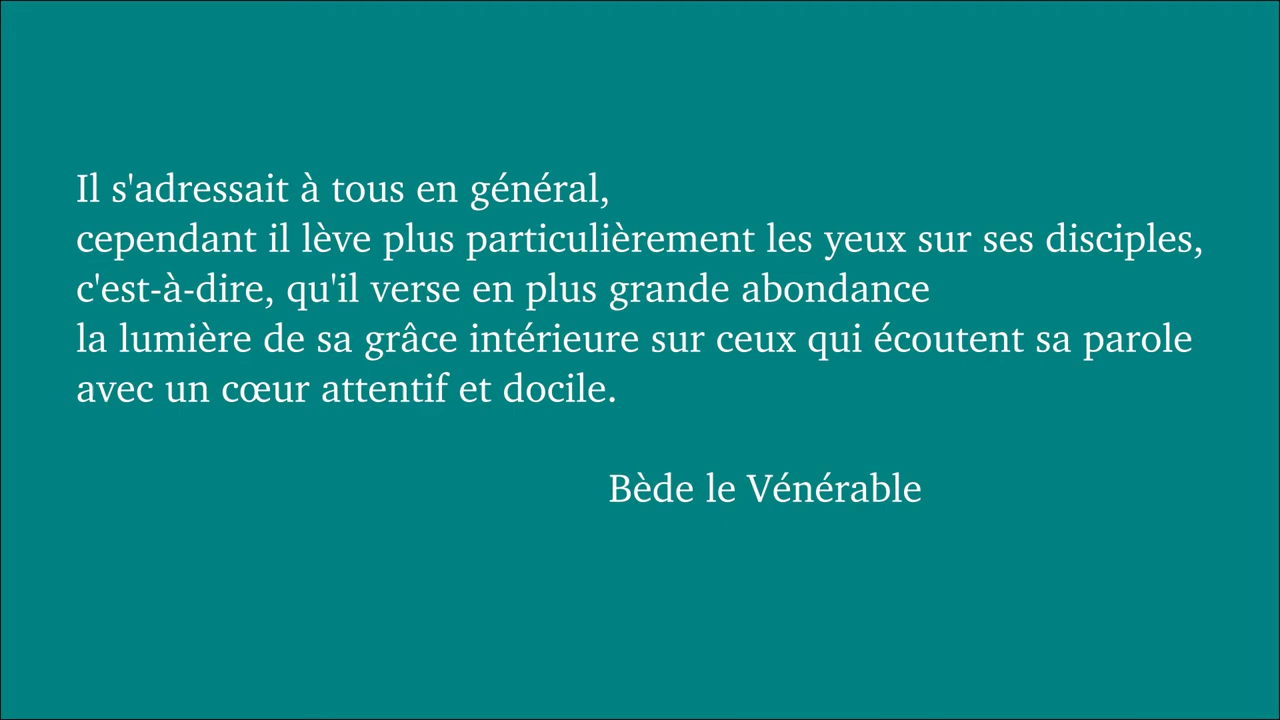 Il s'adressait à tous en général,
cependant il lève plus particulièrement les yeux sur ses disciples,
c'est-à-dire, qu'il verse en plus grande abondance
la lumière de sa grâce intérieure sur ceux qui écoutent sa parole
avec un cœur attentif et docile.
Bède le Vénérable